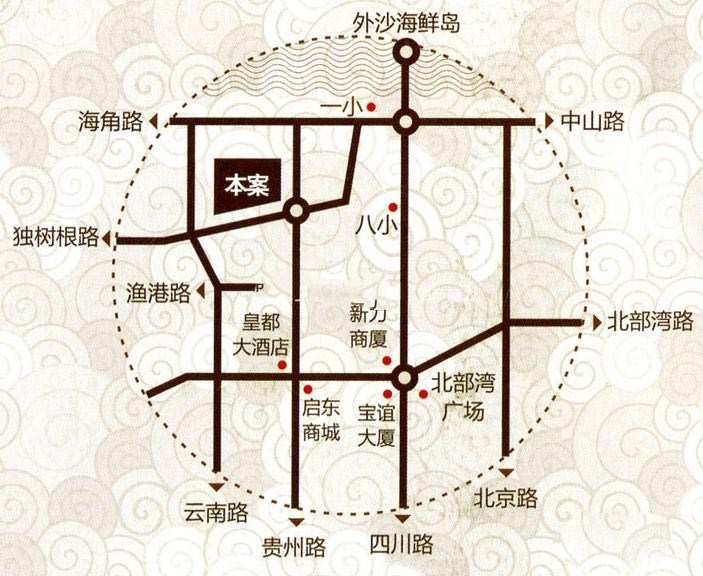 外沙海鲜岛
一小
海角路
中山路
本案
八小
独树根路
渔港路
皇都
大酒店
新力
商厦
北部湾路
北部湾
广场
启东
商城
宝谊
大厦
云南路
北京路
贵州路
四川路